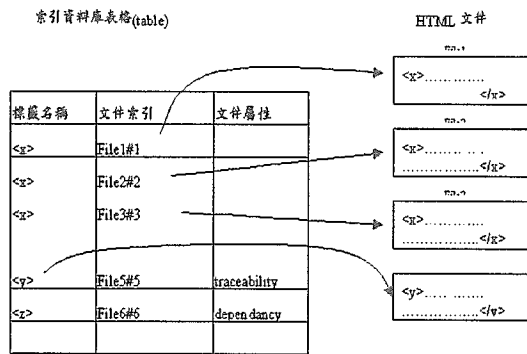 索引資料庫表格(table)
HTML 文件
標籤名稱 文件索引 文件屬性
<x> File1#1
<x> File2#2
<x> File3#3
<y> File5#5 traceability
<z> File6#6 dependancy
<x>............
</x>
<x>............
................</x>
<x>............
................</x>
<y>............
................</y>